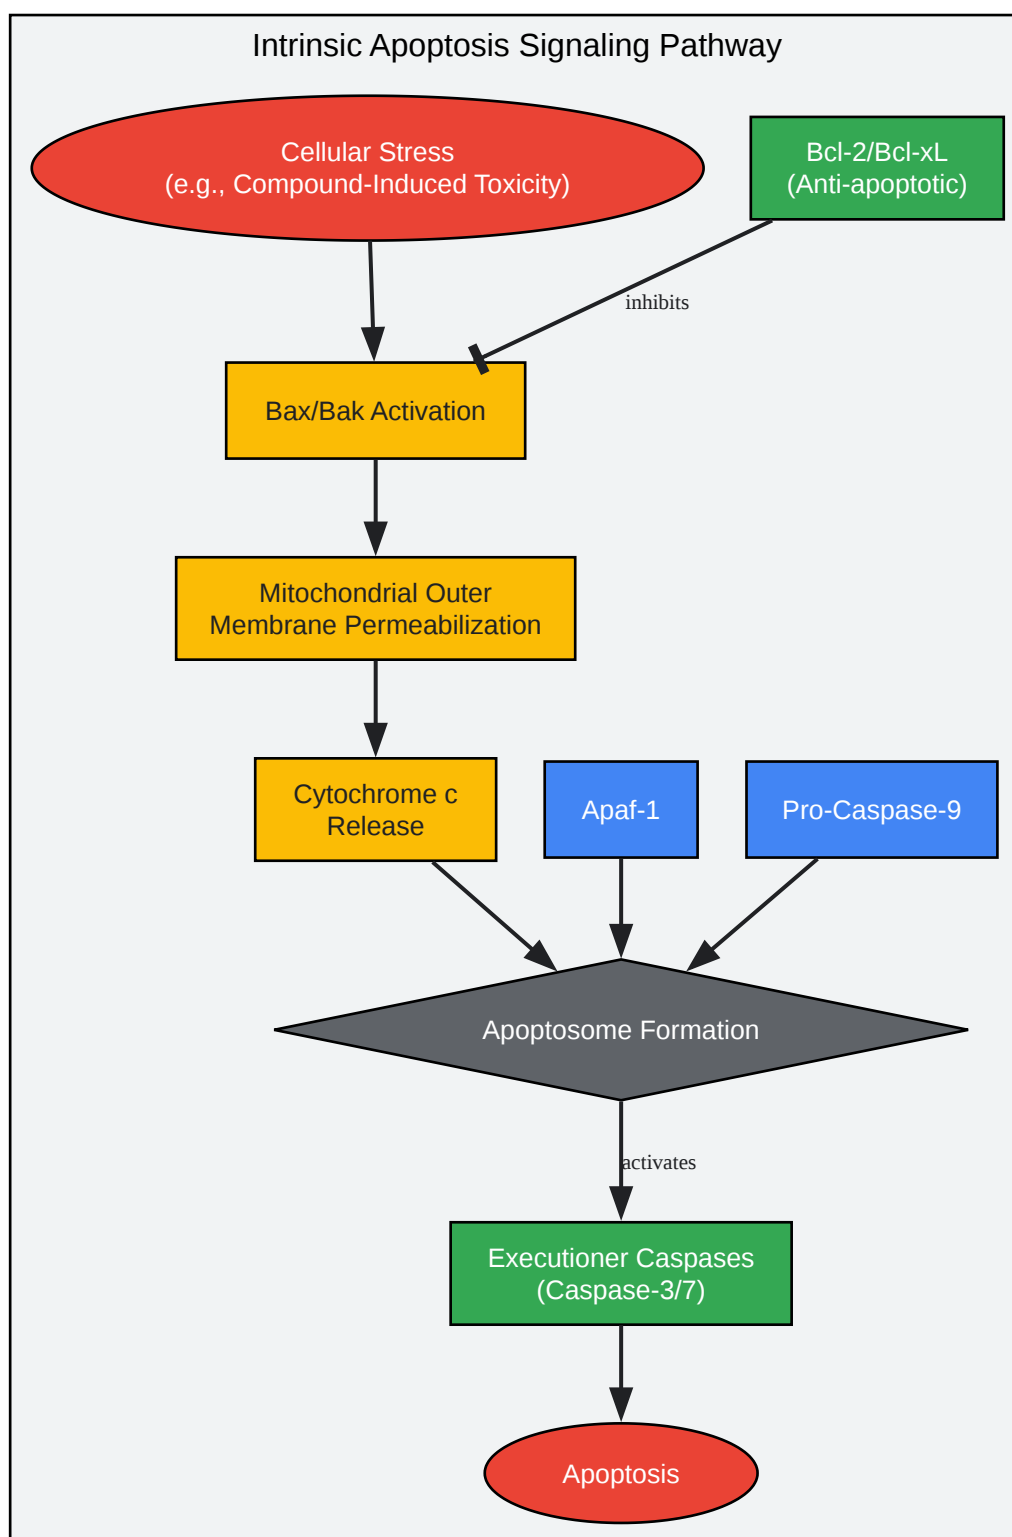 Intrinsic Apoptosis Signaling Pathway
Cellular Stress
(e.g., Compound-Induced Toxicity)
Bcl-2/Bcl-xL
(Anti-apoptotic)
inhibits
Bax/Bak Activation
Mitochondrial Outer
Membrane Permeabilization
Cytochrome c
Release
Apaf-1
Pro-Caspase-9
Apoptosome Formation
activates
Executioner Caspases
(Caspase-3/7)
Apoptosis